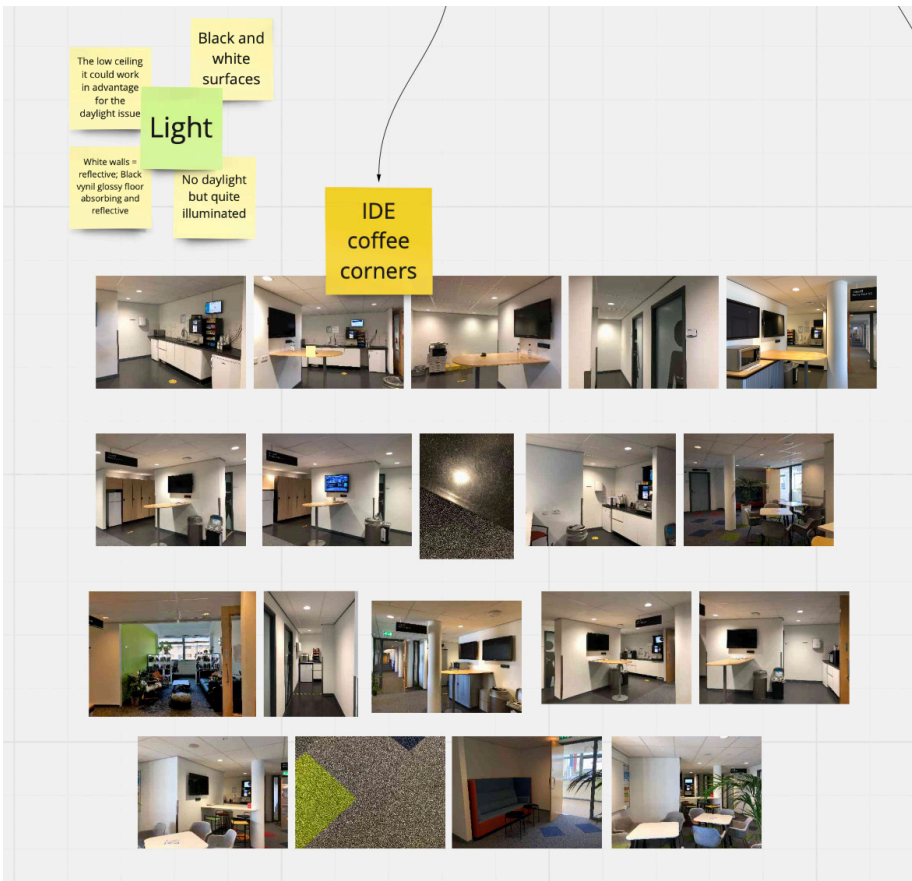 Black and
white
surfaces
The low ceiling
it could work
in advantage
for the
daylight issue
Light
White walls =
reflective; Black
vynil glossy floor
absorbing and
reflective
No daylight
but quite
illuminated
IDE
coffee
corners